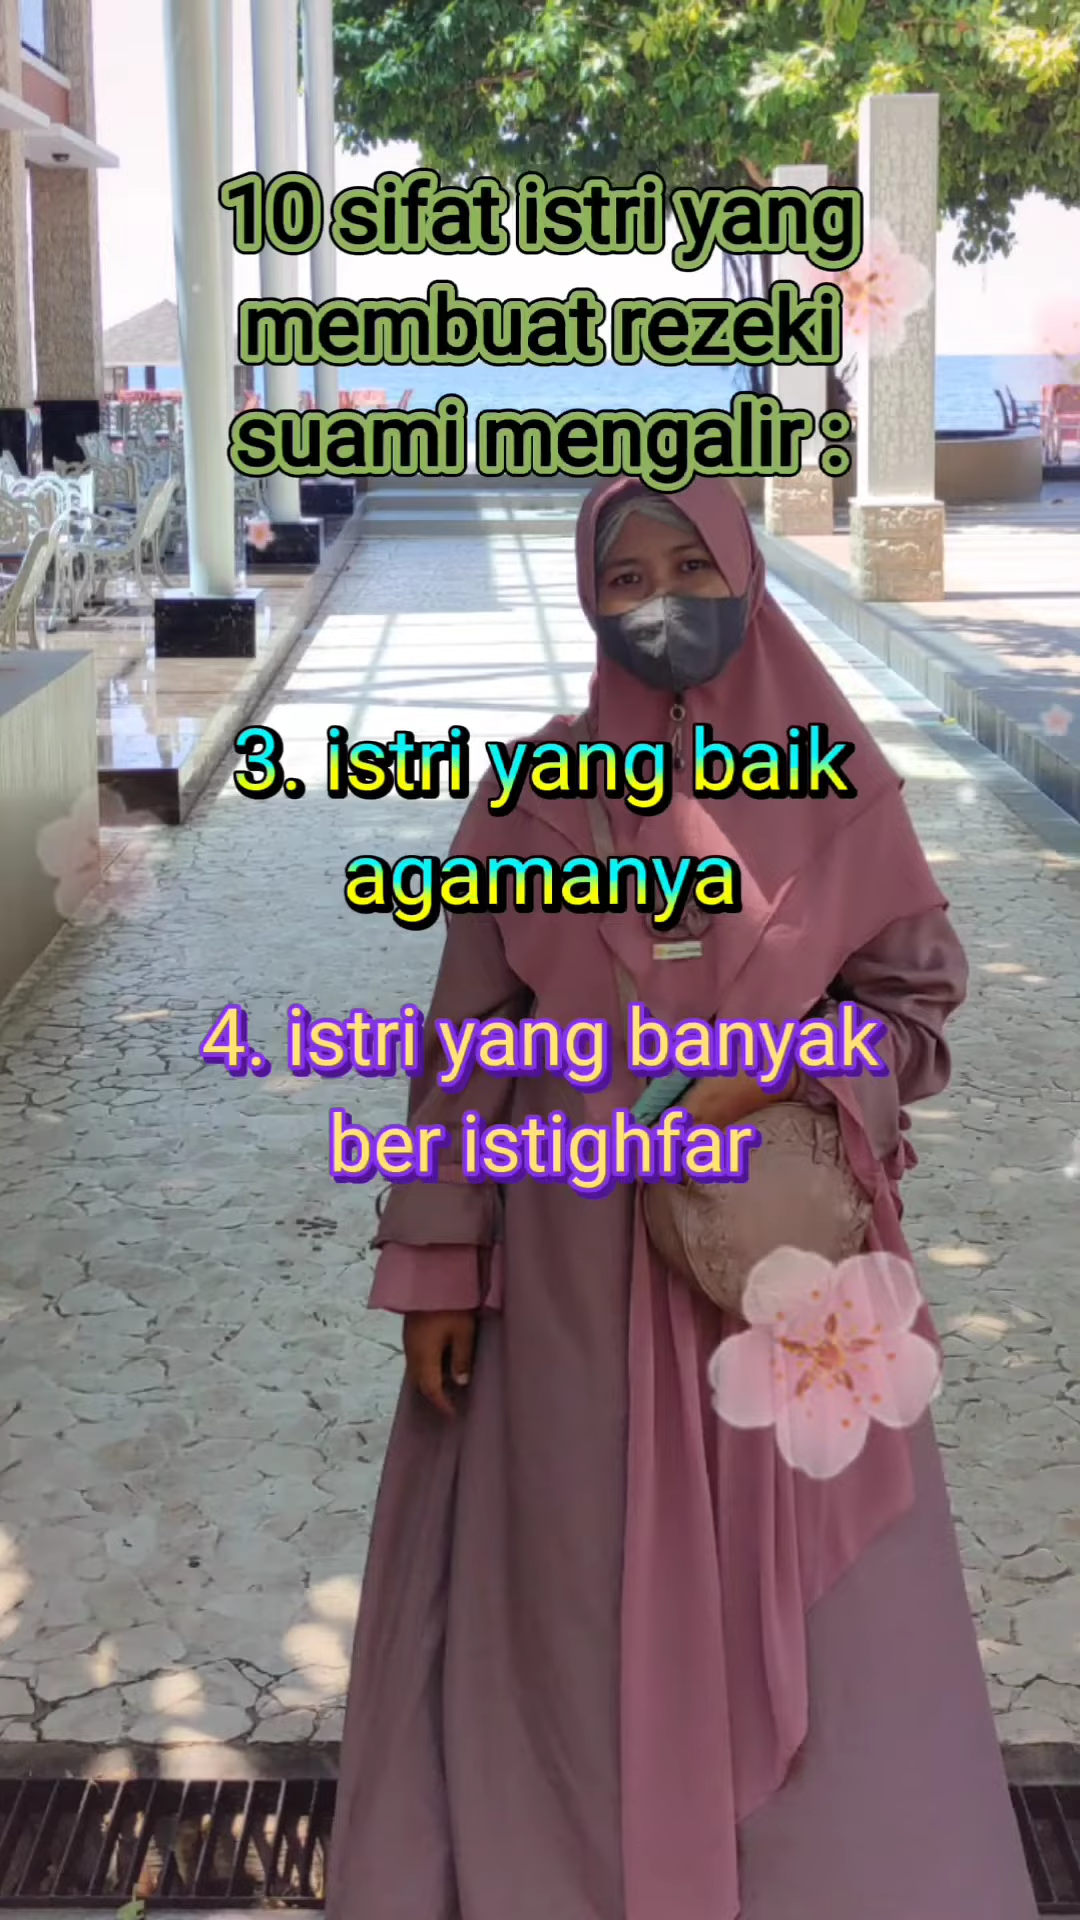 10 sifat istri yang
membuat rezeki
suami mengalir :
3. istri yang baik
agamanya
4. istri yang banyak
ber istighfar